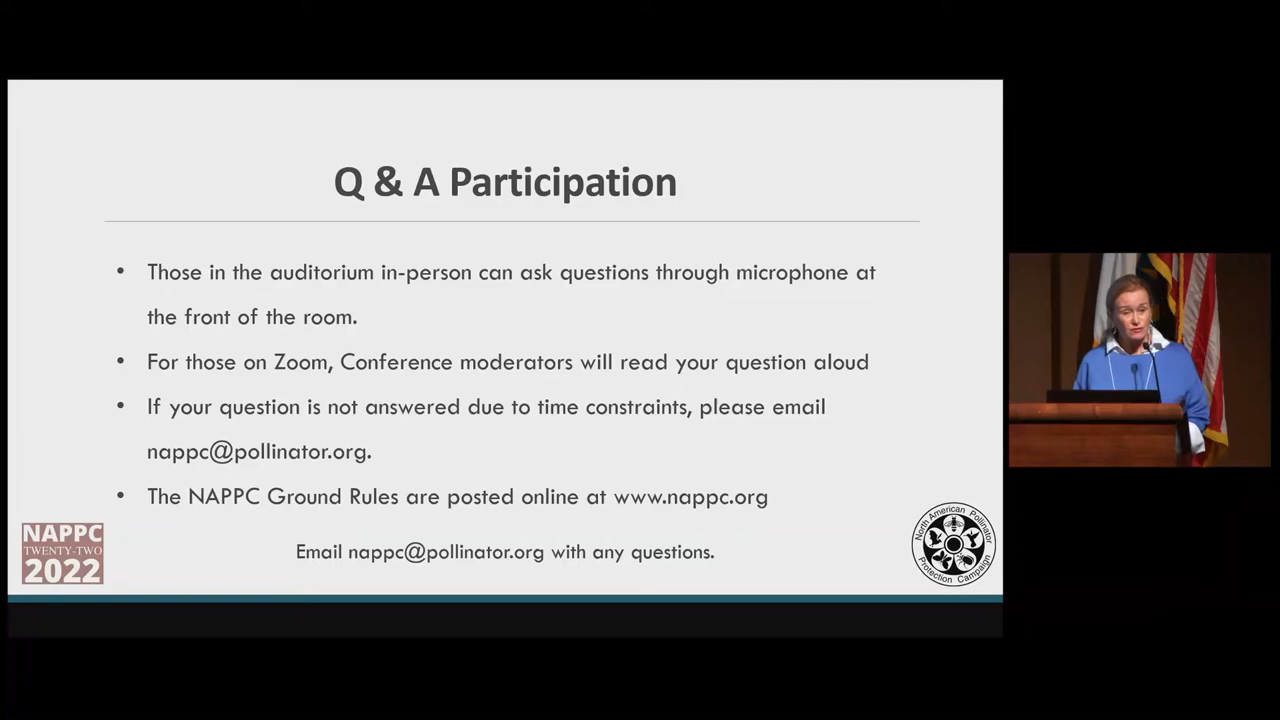 Q & A Participation
• Those in the auditorium in-person can ask questions through microphone at
the front of the room.
• For those on Zoom, Conference moderators will read your question aloud
• If your question is not answered due to time constraints, please email
nappc@pollinator.org.
• The NAPPC Ground Rules are posted online at www.nappc.org
Email nappc@pollinator.org with any questions.
NAPPC
TWENTY-TWO
2022
North American Pollinator
Protection Campaign